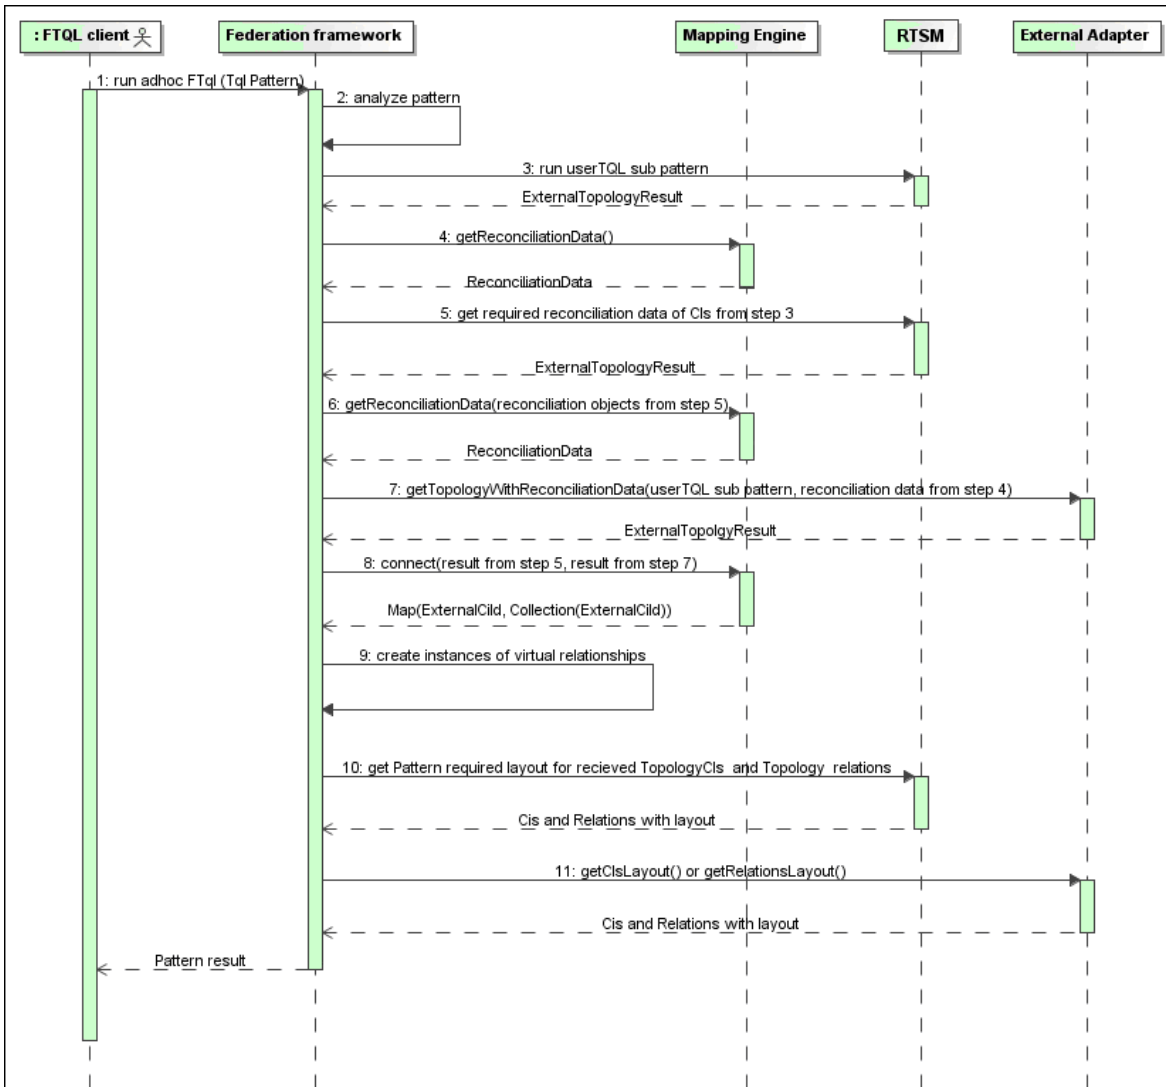 : FTQL client
Federation framework
Mapping Engine
RTSM
External Adapter
1: run adhoc FTql (Tql Pattern)
2: analyze pattern
3: run userTQL sub pattern
ExternalTopologyResult
4: getReconciliationData()
ReconciliationData
5: get required reconciliation data of CIs from step 3
ExternalTopologyResult
6: getReconciliationData(reconciliation objects from step 5)
ReconciliationData
7: getTopologyWithReconciliationData(userTQL sub pattern, reconciliation data from step 4)
ExternalTopolgyResult
8: connect(result from step 5, result from step 7)
Map(ExternalCiId, Collection(ExternalCiId))
9: create instances of virtual relationships
10: get Pattern required layout for recieved TopologyCIs and Topology relations
Cis and Relations with layout
11: getCIsLayout() or getRelationsLayout()
Cis and Relations with layout
Pattern result